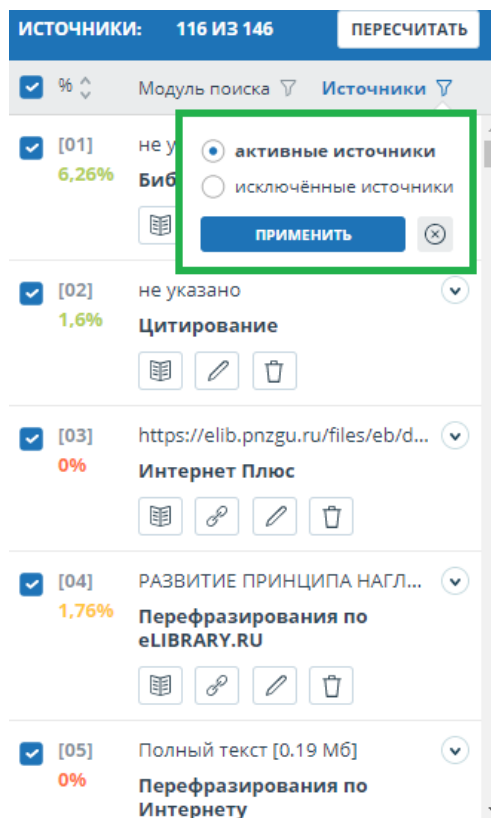 ИСТОЧНИКИ: 116 ИЗ 146 ПЕРЕСЧИТАТЬ
% Модуль поиска Источники
[01] не у
6,26% Биб
активные источники
исключённые источники
ПРИМЕНИТЬ
[02] не указано
1,6% Цитирование
[03] https://elib.pnzgu.ru/files/eb/d...
0% Интернет Плюс
[04] РАЗВИТИЕ ПРИНЦИПА НАГЛ...
1,76% Перефразирования по
eLIBRARY.RU
[05] Полный текст [0.19 Мб]
0% Перефразирования по
Интернету